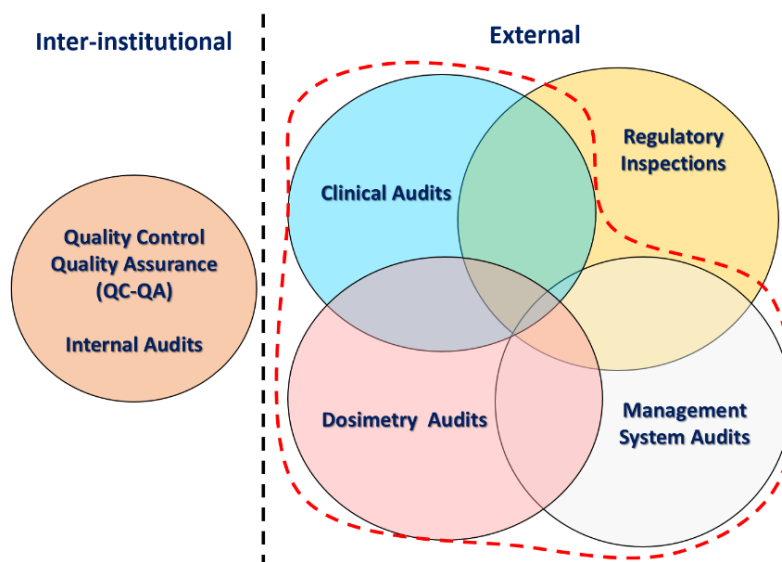 Inter-institutional
External
Quality Control
Quality Assurance
(QC-QA)
Internal Audits
Clinical Audits
Regulatory
Inspections
Dosimetry Audits
Management
System Audits